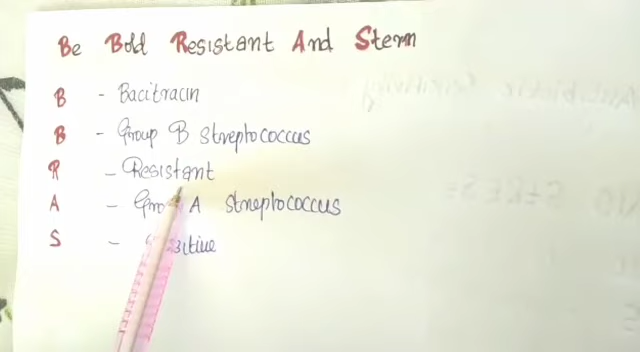 Be Bold Resistant And Stern
B - Bacitracin
B - Group B Streptococcus
R - Resistant
A - A Streptococcus
S -